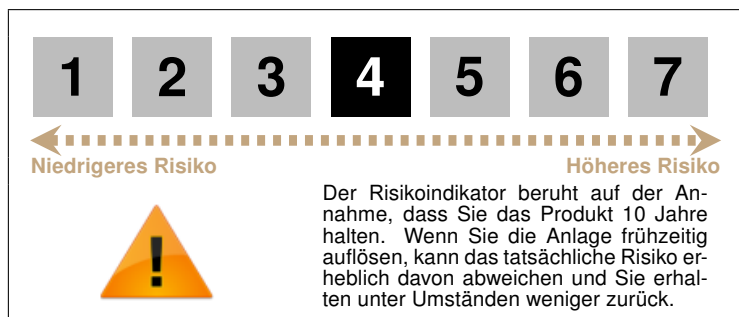 1 2 3 4 5 6 7
Niedrigeres Risiko Höheres Risiko
Der Risikoindikator beruht auf der An-
nahme, dass Sie das Produkt 10 Jahre
halten. Wenn Sie die Anlage frühzeitig
auflösen, kann das tatsächliche Risiko er-
heblich davon abweichen und Sie erhal-
ten unter Umständen weniger zurück.
!